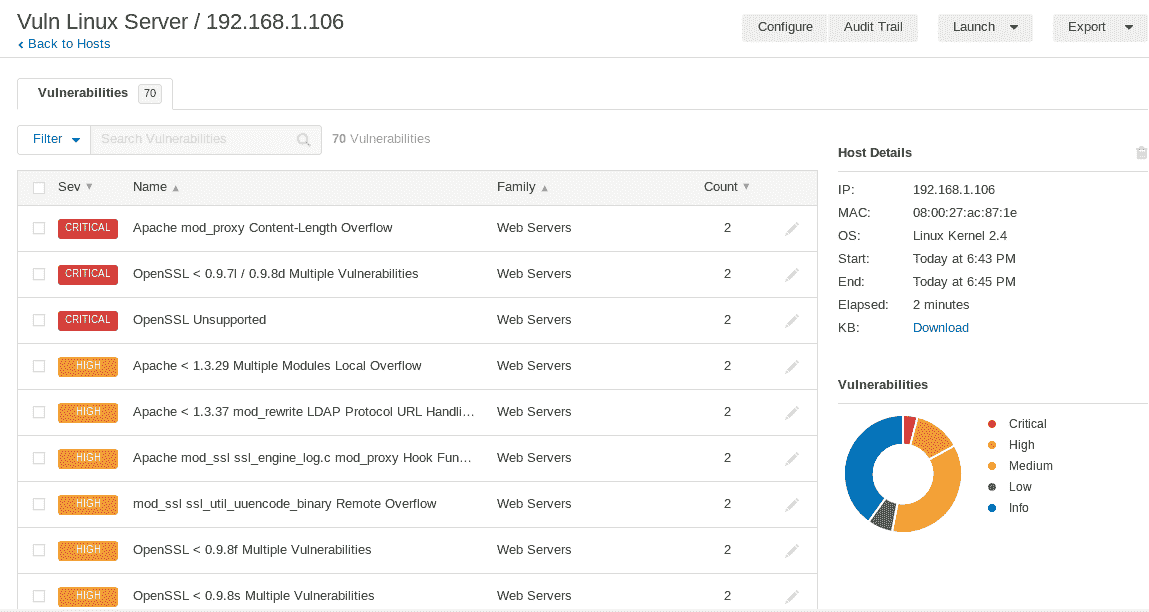 Vuln Linux Server / 192.168.1.106
Back to Hosts
Configure Audit Trail Launch Export
Vulnerabilities 70
Filter Search Vulnerabilities 70 Vulnerabilities
Sev Name Family Count
CRITICAL Apache mod_proxy Content-Length Overflow Web Servers 2
CRITICAL OpenSSL < 0.9.7l / 0.9.8d Multiple Vulnerabilities Web Servers 2
CRITICAL OpenSSL Unsupported Web Servers 2
HIGH Apache < 1.3.29 Multiple Modules Local Overflow Web Servers 2
HIGH Apache < 1.3.37 mod_rewrite LDAP Protocol URL Handli... Web Servers 2
HIGH Apache mod_ssl ssl_engine_log.c mod_proxy Hook Fun... Web Servers 2
HIGH mod_ssl ssl_util_uuencode_binary Remote Overflow Web Servers 2
HIGH OpenSSL < 0.9.8f Multiple Vulnerabilities Web Servers 2
HIGH OpenSSL < 0.9.8s Multiple Vulnerabilities Web Servers 2
Host Details
IP: 192.168.1.106
MAC: 08:00:27:ac:87:1e
OS: Linux Kernel 2.4
Start: Today at 6:43 PM
End: Today at 6:45 PM
Elapsed: 2 minutes
KB: Download
Vulnerabilities
Critical
High
Medium
Low
Info